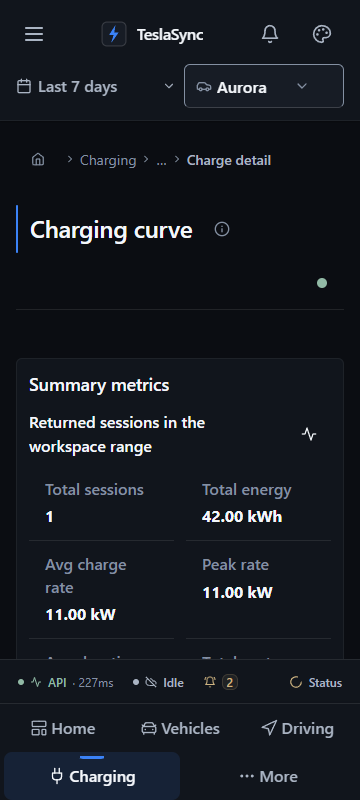 TeslaSync
Last 7 days
Aurora
Charging
...
Charge detail
Charging curve
Summary metrics
Returned sessions in the
workspace range
Total sessions
Total energy
1
42.00 kWh
Avg charge
rate
Peak rate
11.00 kW
11.00 kW
API · 227ms
Idle
2
Status
Home
Vehicles
Driving
Charging
More